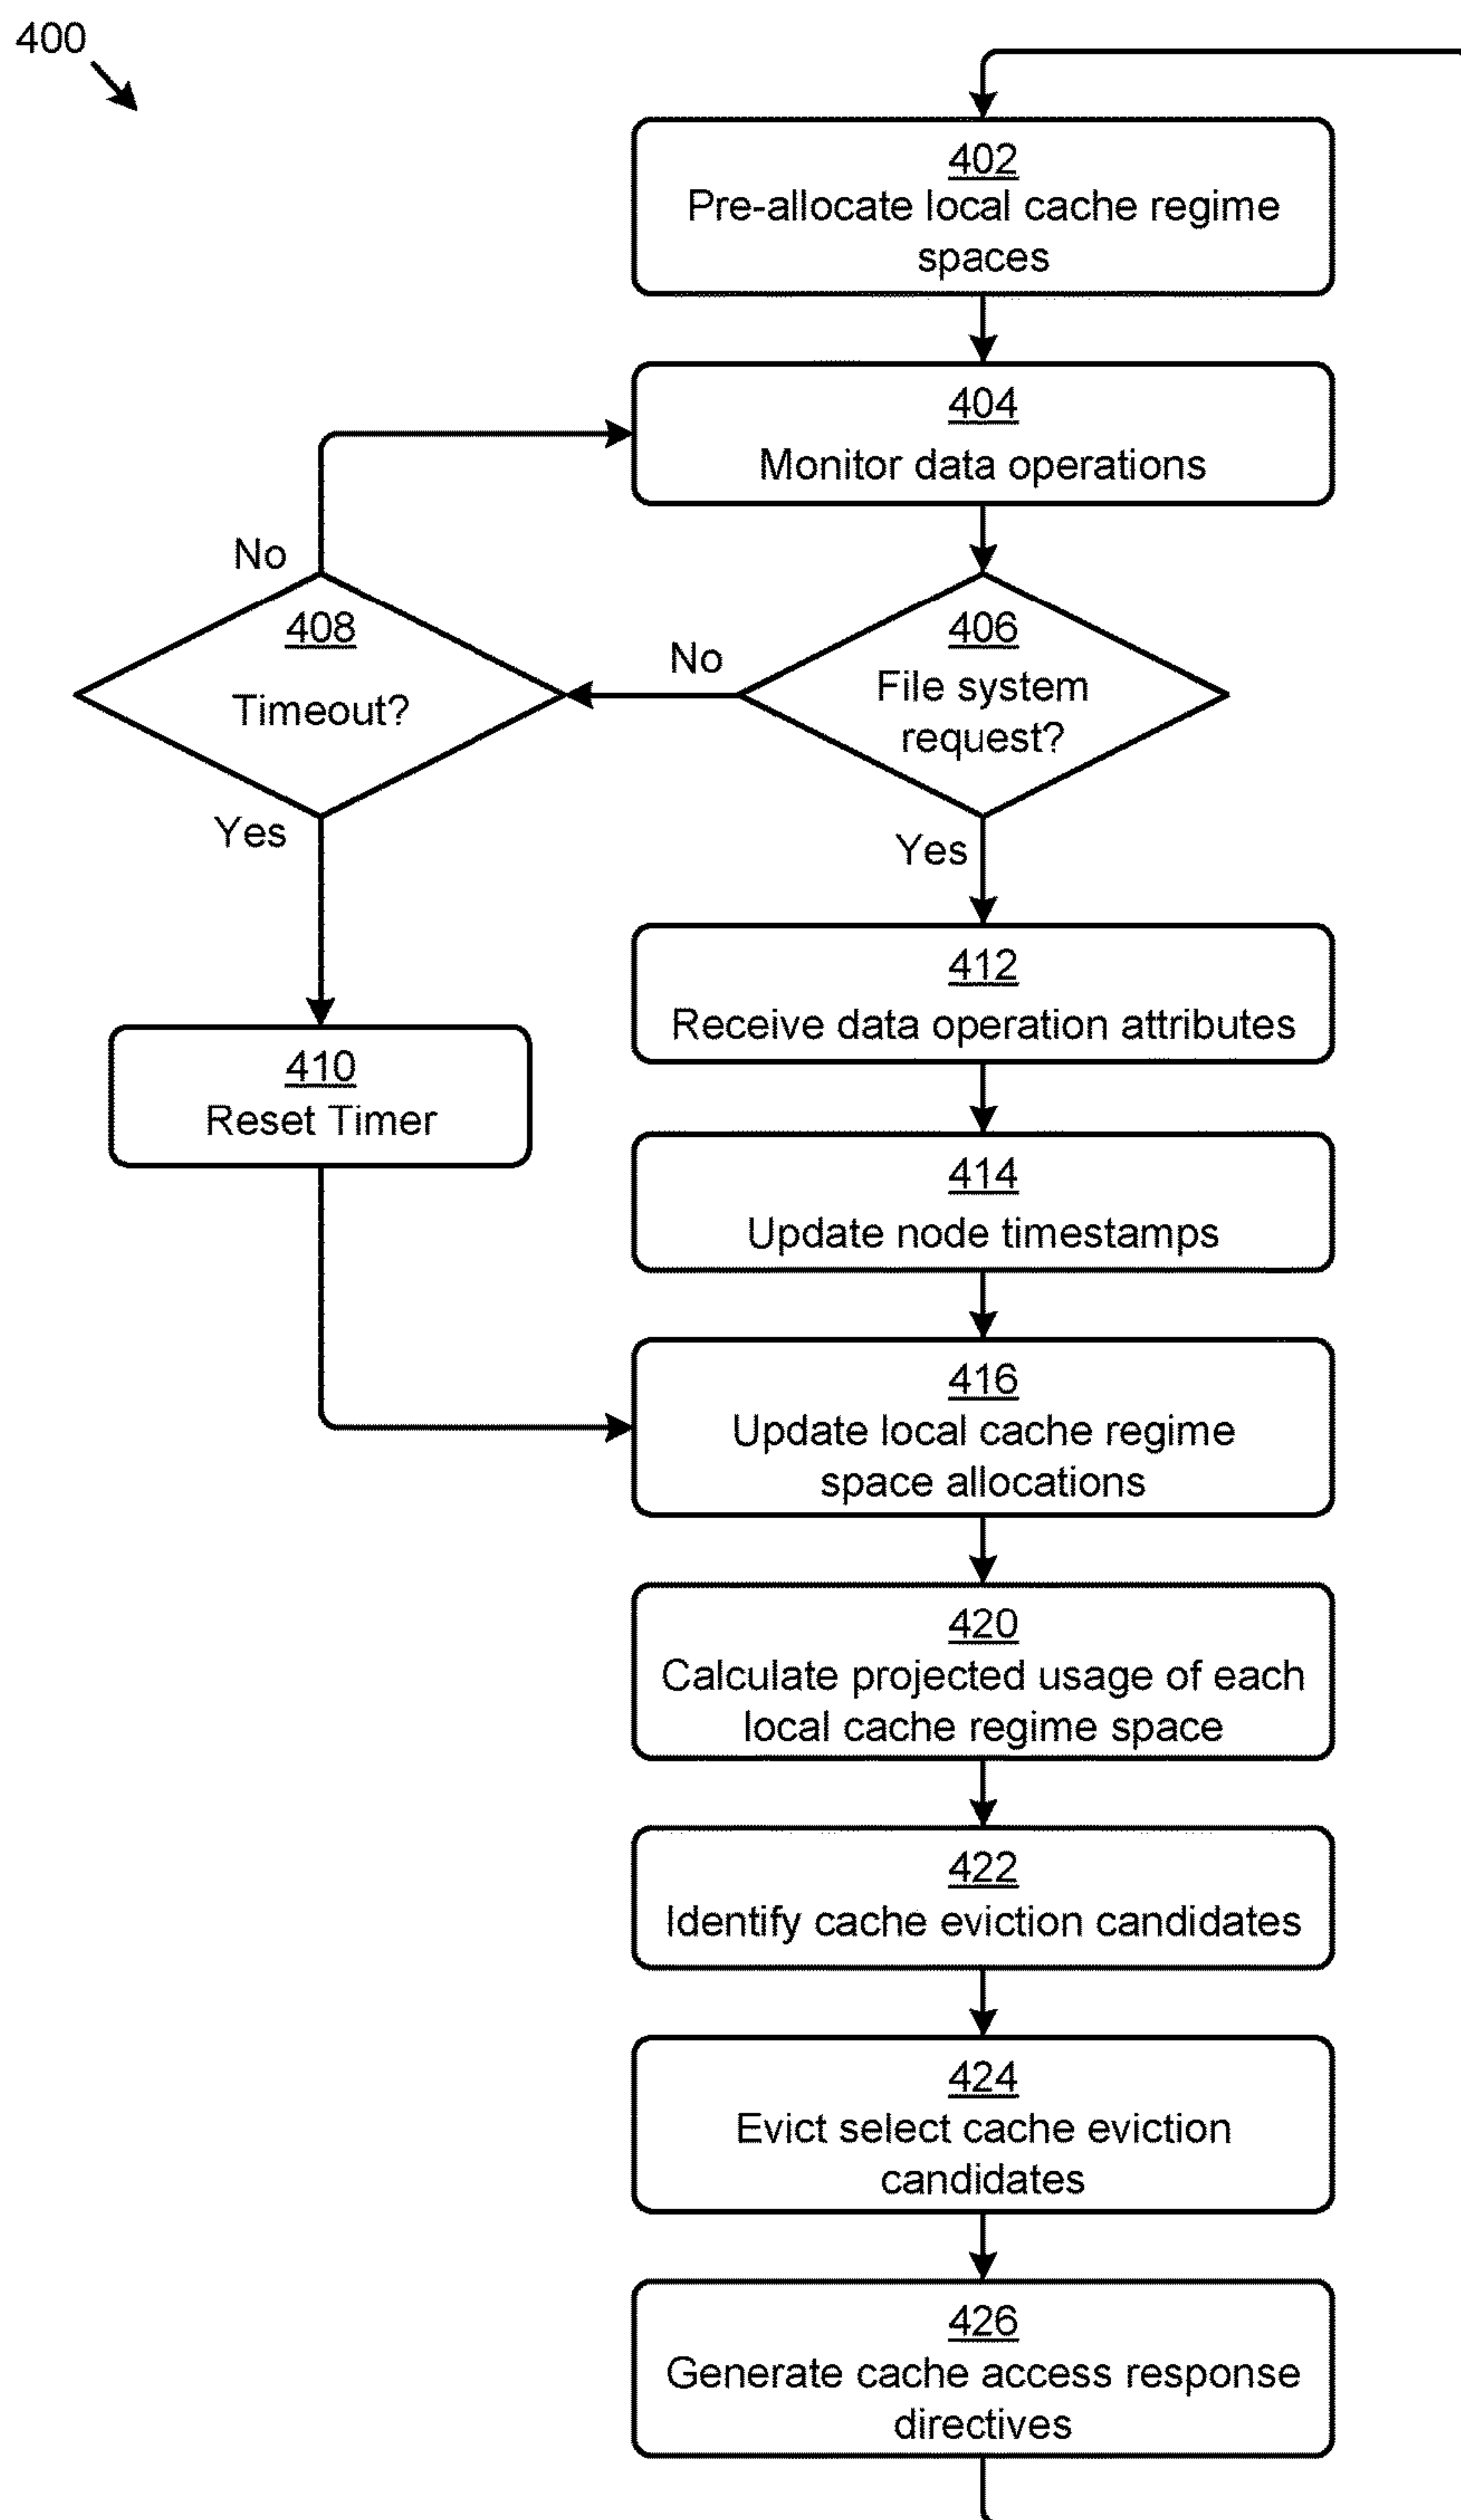 400
402
Pre-allocate local cache regime
spaces
404
Monitor data operations
No
408
Timeout?
No
406
File system
request?
Yes
Yes
412
Receive data operation attributes
410
Reset Timer
414
Update node timestamps
416
Update local cache regime
space allocations
420
Calculate projected usage of each
local cache regime space
422
Identify cache eviction candidates
424
Evict select cache eviction
candidates
426
Generate cache access response
directives